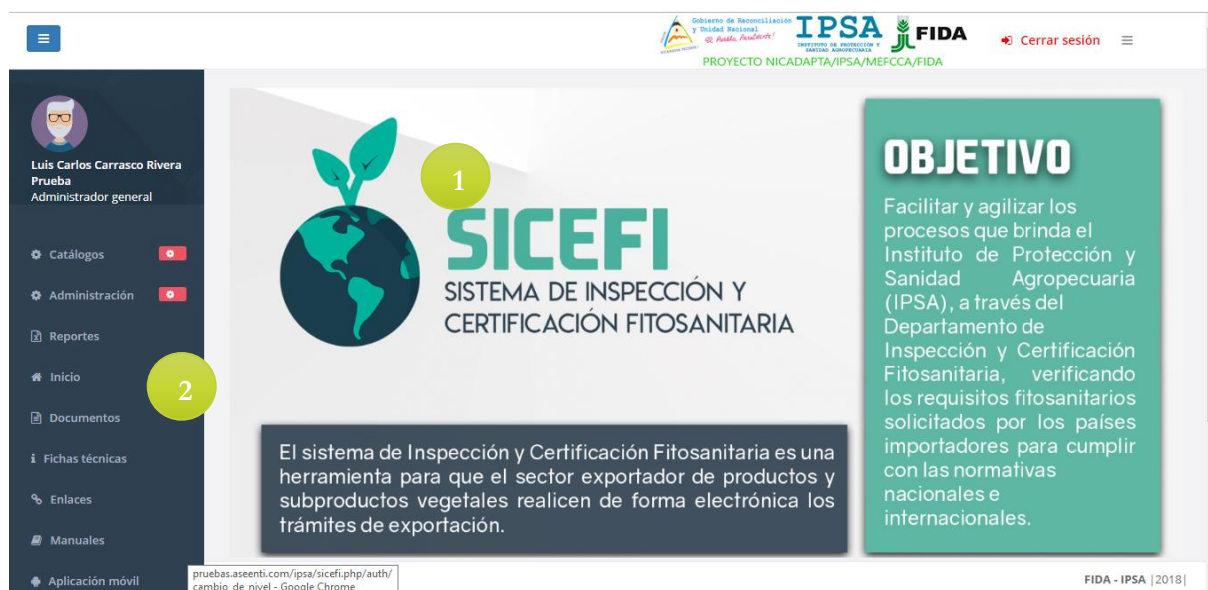 Gobierno de Reconciliación
y Unidad Nacional
El Pueblo, Presidente!
IPSA
INSTITUTO DE PROTECCIÓN Y
SANIDAD AGROPECUARIA
FIDA
PROYECTO NICADAPTA/IPSA/MEFCCA/FIDA
Cerrar sesión
Luis Carlos Carrasco Rivera
Prueba
Administrador general
Catálogos
Administración
Reportes
Inicio
Documentos
Fichas técnicas
Enlaces
Manuales
Aplicación móvil
1
2
SICEFI
SISTEMA DE INSPECCIÓN Y
CERTIFICACIÓN FITOSANITARIA
El sistema de Inspección y Certificación Fitosanitaria es una
herramienta para que el sector exportador de productos y
subproductos vegetales realicen de forma electrónica los
trámites de exportación.
OBJETIVO
Facilitar y agilizar los
procesos que brinda el
Instituto de Protección y
Sanidad Agropecuaria
(IPSA), a través del
Departamento de
Inspección y Certificación
Fitosanitaria, verificando
los requisitos fitosanitarios
solicitados por los países
importadores para cumplir
con las normativas
nacionales e
internacionales.
pruebas.aseenti.com/ipsa/sicefi.php/auth/
cambio_de_nivel - Google Chrome
FIDA - IPSA |2018|